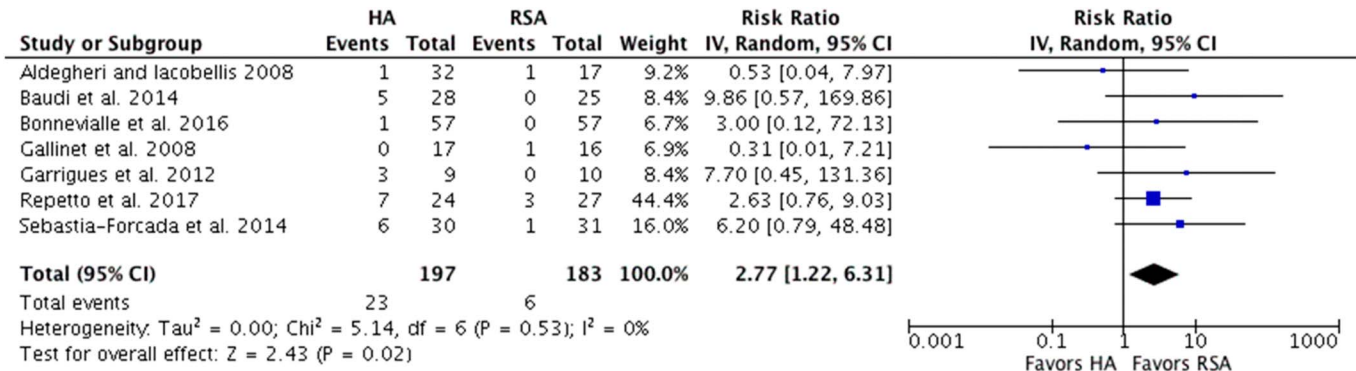 HA RSA Risk Ratio Risk Ratio
Study or Subgroup Events Total Events Total Weight IV, Random, 95% CI IV, Random, 95% CI
Aldegheri and Iacobellis 2008 1 32 1 17 9.2% 0.53 [0.04, 7.97]
Baudi et al. 2014 5 28 0 25 8.4% 9.86 [0.57, 169.86]
Bonnevialle et al. 2016 1 57 0 57 6.7% 3.00 [0.12, 72.13]
Gallinet et al. 2008 0 17 1 16 6.9% 0.31 [0.01, 7.21]
Garrigues et al. 2012 3 9 0 10 8.4% 7.70 [0.45, 131.36]
Repetto et al. 2017 7 24 3 27 44.4% 2.63 [0.76, 9.03]
Sebastia-Forcada et al. 2014 6 30 1 31 16.0% 6.20 [0.79, 48.48]
Total (95% CI) 197 183 100.0% 2.77 [1.22, 6.31]
Total events 23 6
Heterogeneity: Tau² = 0.00; Chi² = 5.14, df = 6 (P = 0.53); I² = 0%
Test for overall effect: Z = 2.43 (P = 0.02)
0.001 0.1 1 10 1000
Favors HA Favors RSA